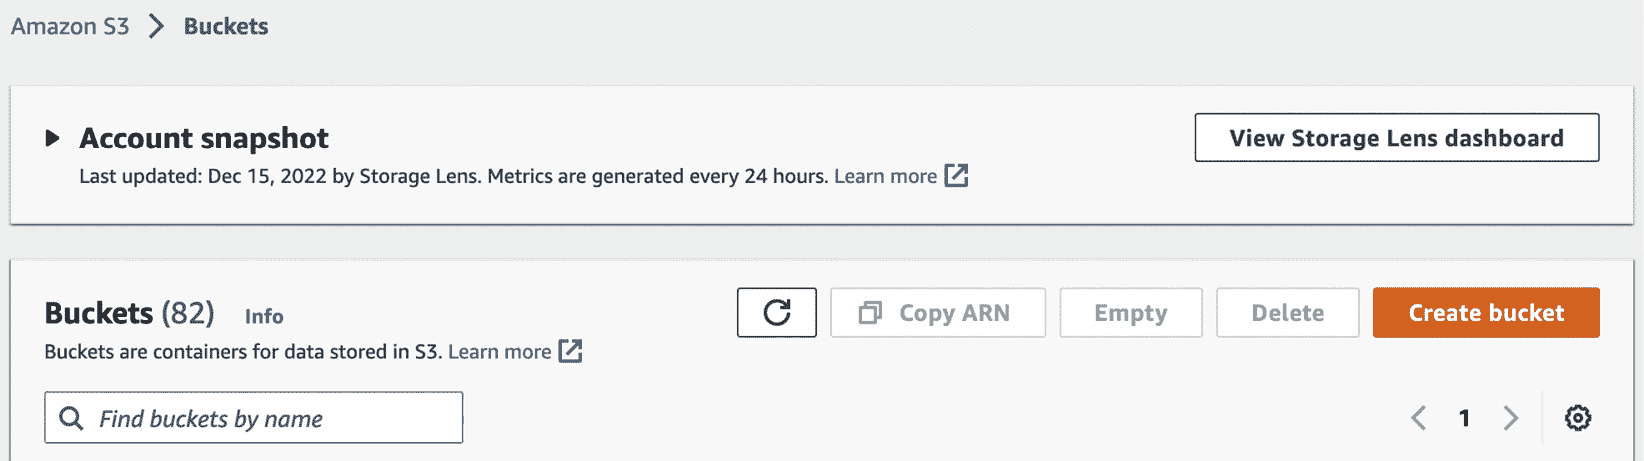 Amazon S3 > Buckets
Account snapshot
View Storage Lens dashboard
Last updated: Dec 15, 2022 by Storage Lens. Metrics are generated every 24 hours. Learn more
Buckets (82) Info
Copy ARN
Empty
Delete
Create bucket
Buckets are containers for data stored in S3. Learn more
Find buckets by name
< 1 >